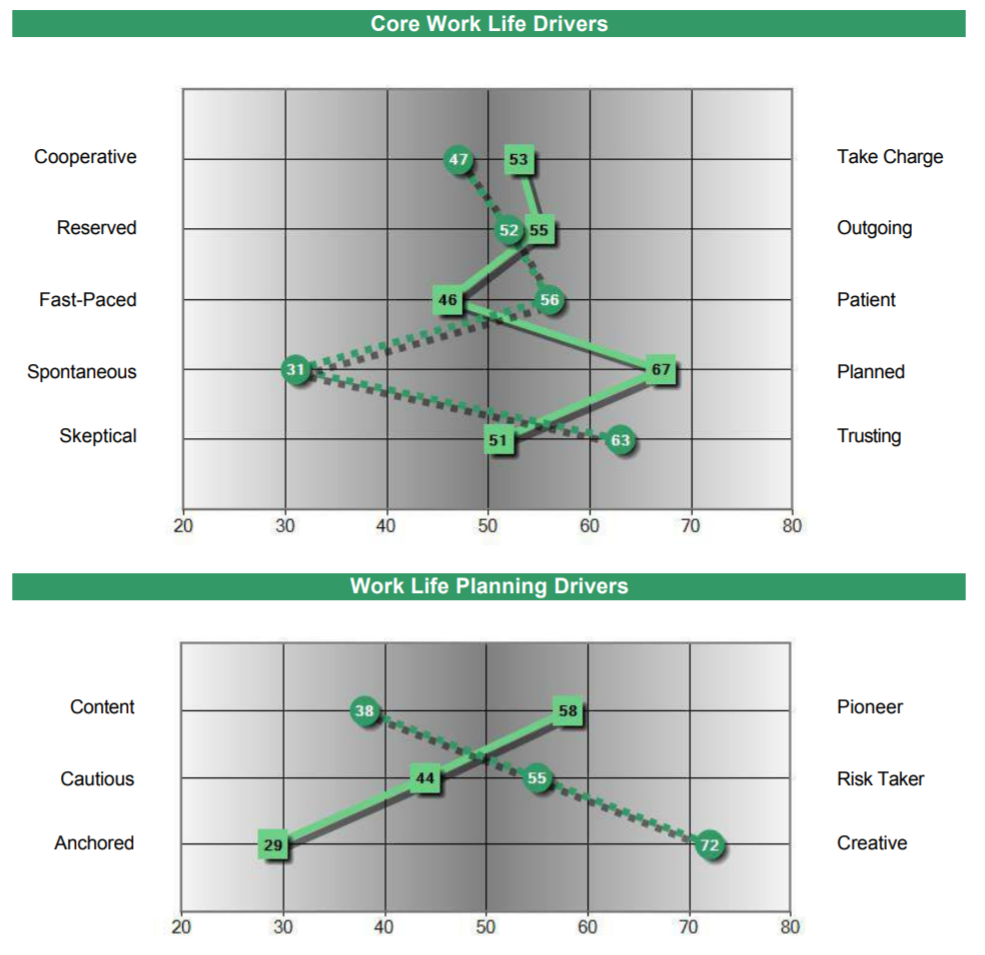 Core Work Life Drivers
Cooperative 47 53 Take Charge
Reserved 52 55 Outgoing
Fast-Paced 46 56 Patient
Spontaneous 31 67 Planned
Skeptical 51 63 Trusting
20 30 40 50 60 70 80
Work Life Planning Drivers
Content 38 58 Pioneer
Cautious 44 55 Risk Taker
Anchored 29 72 Creative
20 30 40 50 60 70 80